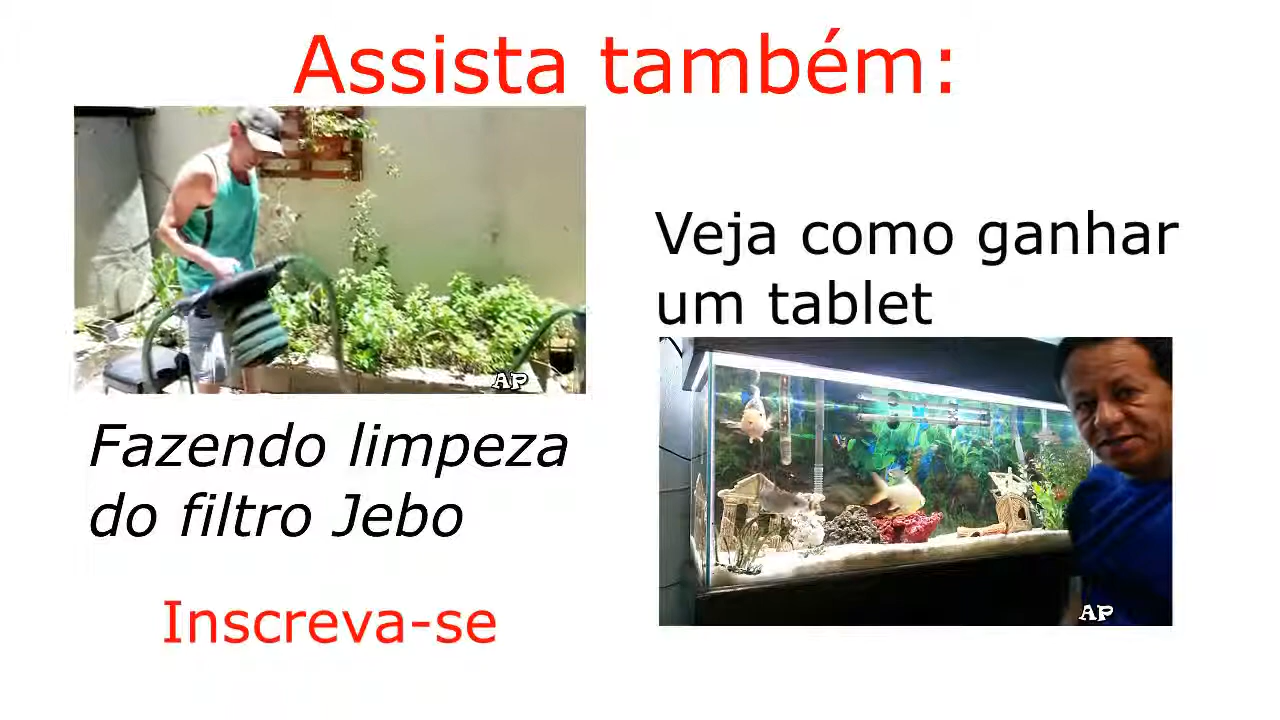 Assista também:
Veja como ganhar
um tablet
AP
Fazendo limpeza
do filtro Jebo
Inscreva-se
AP